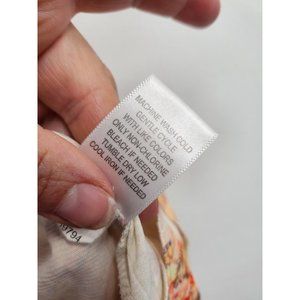 MACHINE WASH COLD
GENTLE CYCLE
WITH LIKE COLORS
ONLY NON-CHLORINE
BLEACH IF NEEDED
TUMBLE DRY LOW
COOL IRON IF NEEDED
9794